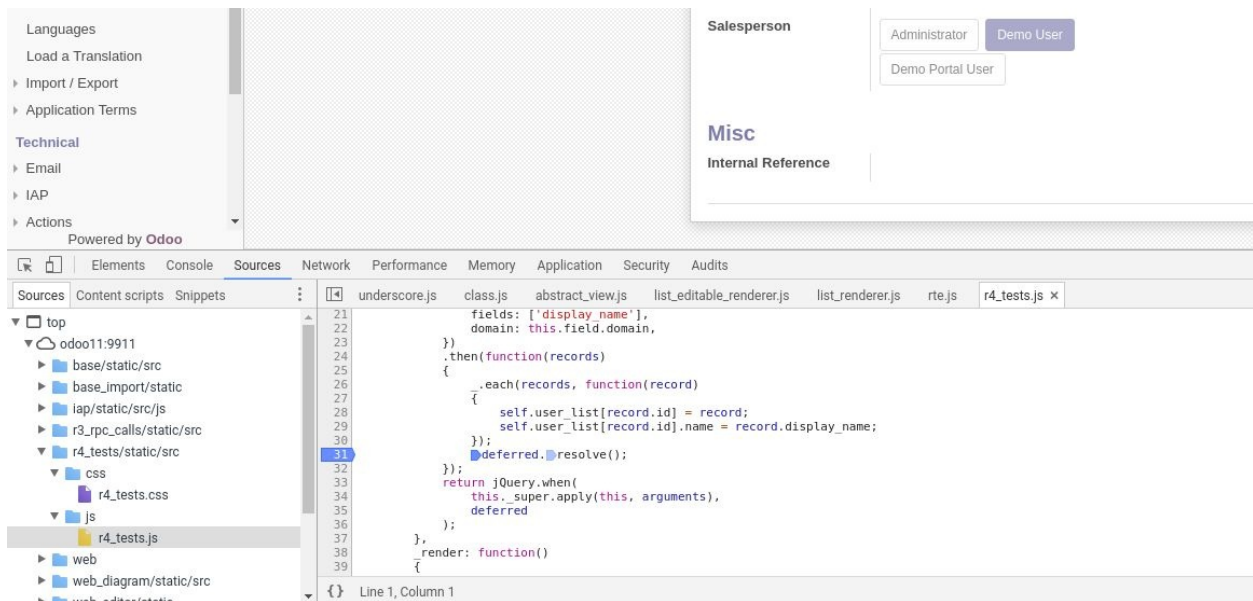 Languages
Load a Translation
Import / Export
Application Terms
Technical
Email
IAP
Actions
Powered by Odoo
Salesperson
Administrator
Demo User
Demo Portal User
Misc
Internal Reference
Elements Console Sources Network Performance Memory Application Security Audits
Sources Content scripts Snippets
underscore.js class.js abstract_view.js list_editable_renderer.js list_renderer.js rte.js r4_tests.js ×
top
odoo11:9911
base/static/src
base_import/static
iap/static/src/js
r3_rpc_calls/static/src
r4_tests/static/src
css
r4_tests.css
js
r4_tests.js
web
web_diagram/static/src
web_editor/static
21 fields: ['display_name'],
22 domain: this.field.domain,
23 })
24 .then(function(records)
25 {
26 _.each(records, function(record)
27 {
28 self.user_list[record.id] = record;
29 self.user_list[record.id].name = record.display_name;
30 });
31 deferred.resolve();
32 });
33 return jQuery.when(
34 this._super.apply(this, arguments),
35 deferred
36 );
37 },
38 _render: function()
39 {
{} Line 1, Column 1